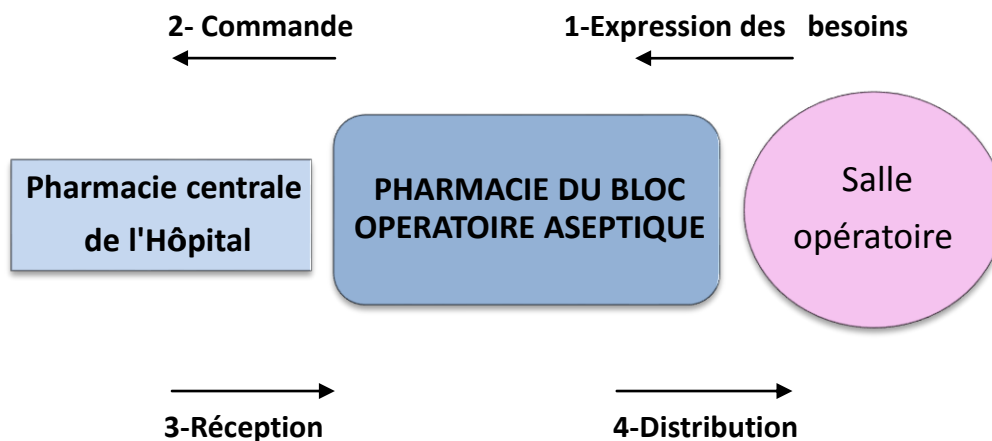 2- Commande
1-Expression des besoins
Pharmacie centrale
de l'Hôpital
PHARMACIE DU BLOC
OPERATOIRE ASEPTIQUE
Salle
opératoire
3-Réception
4-Distribution